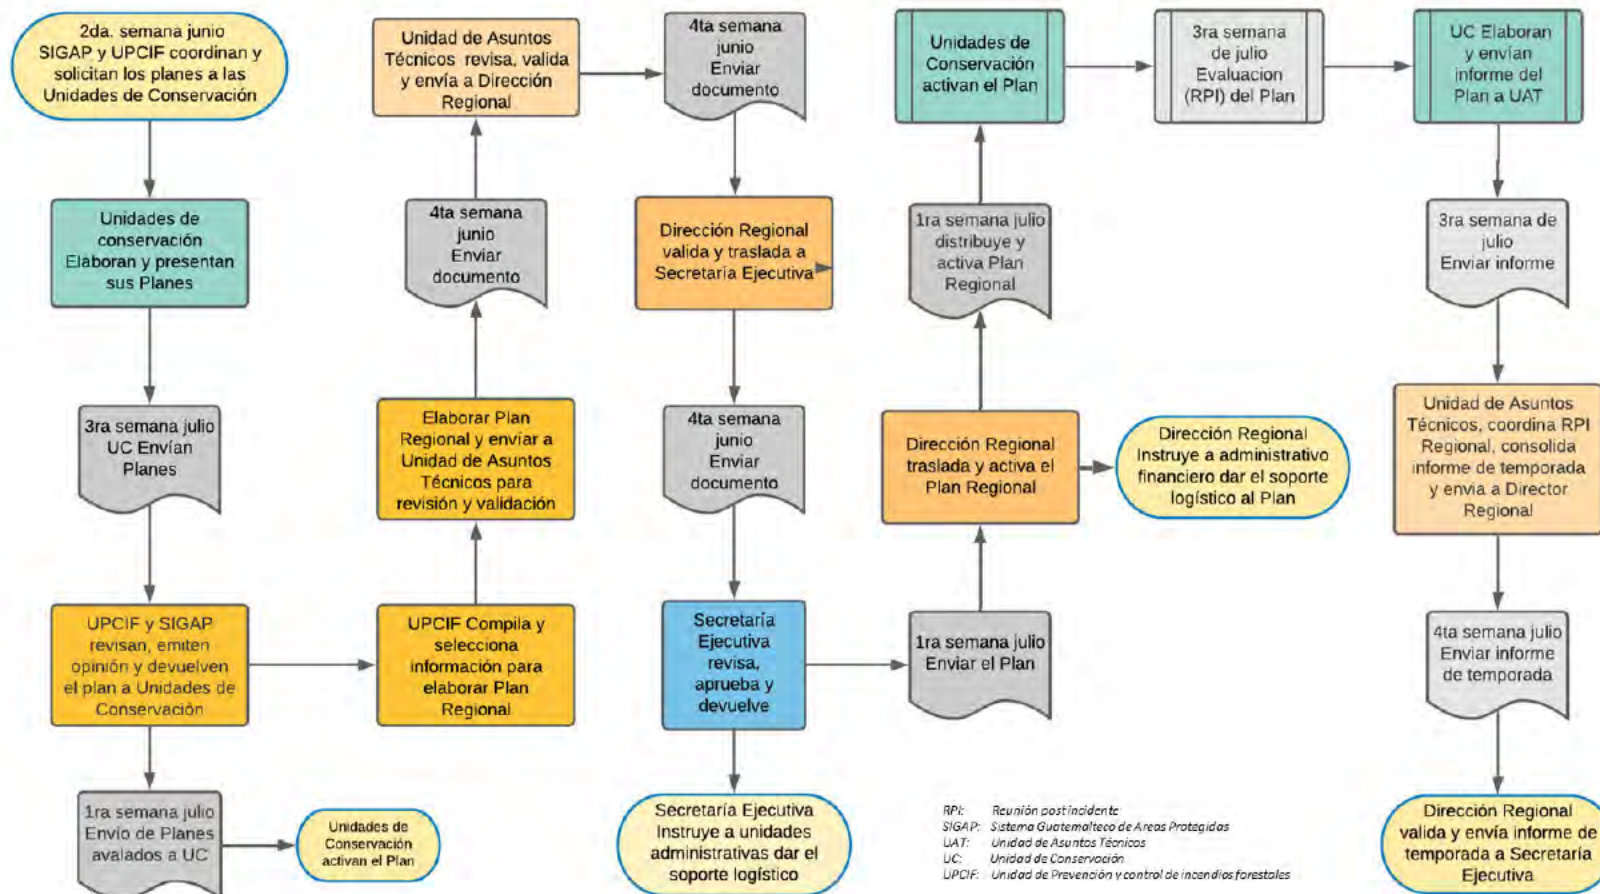 2da. semana junio
SIGAP y UPCIF coordinan y
solicitan los planes a las
Unidades de Conservación
Unidades de
conservación
Elaboran y presentan
sus Planes
3ra semana julio
UC Envían
Planes
UPCIF y SIGAP
revisan, emiten
opinión y devuelven
el plan a Unidades de
Conservación
1ra semana julio
Envio de Planes
avalados a UC
Unidades de
Conservación
activan el Plan
UPCIF Compila y
selecciona
información para
elaborar Plan
Regional
Elaborar Plan
Regional y enviar a
Unidad de Asuntos
Técnicos para
revisión y validación
4ta semana
junio
Enviar
documento
Unidad de Asuntos
Técnicos revisa, valida
y envía a Dirección
Regional
4ta semana
junio
Enviar
documento
Dirección Regional
valida y traslada a
Secretaría Ejecutiva
4ta semana
junio
Enviar
documento
Secretaría
Ejecutiva
revisa,
aprueba y
devuelve
Secretaría Ejecutiva
Instruye a unidades
administrativas dar el
soporte logístico
1ra semana julio
Enviar el Plan
Dirección Regional
traslada y activa el
Plan Regional
Dirección Regional
Instruye a administrativo
financiero dar el soporte
logístico al Plan
1ra semana julio
distribuye y
activa Plan
Regional
Unidades de
Conservación
activan el Plan
3ra semana
de julio
Evaluacion
(RPI) del Plan
UC Elaboran
y envían
informe del
Plan a UAT
3ra semana de
julio
Enviar informe
Unidad de Asuntos
Técnicos, coordina RPI
Regional, consolida
informe de temporada
y envia a Director
Regional
4ta semana julio
Enviar informe
de temporada
Dirección Regional
valida y envía informe de
temporada a Secretaría
Ejecutiva
RPI: Reunión post incidente
SIGAP: Sistema Guatemalteco de Areas Protegidas
UAT: Unidad de Asuntos Técnicos
UC: Unidad de Conservación
UPCIF: Unidad de Prevención y control de incendios forestales